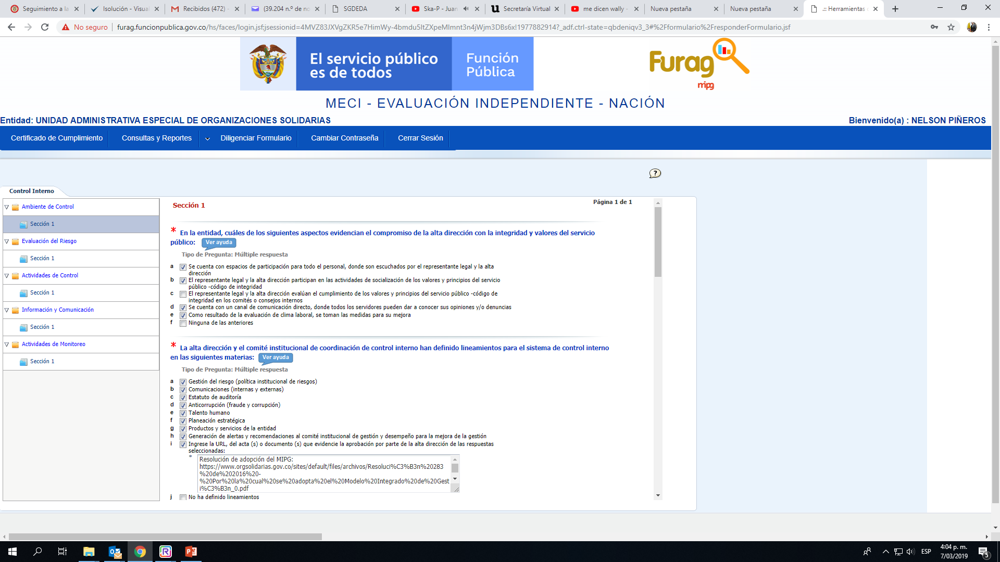 Seguimiento a la
Isolución - Visual
Recibidos (472) -
(39.204 n.º de no
SGDEDA
Ska-P - Juan
Secretaría Virtual
me dicen wally -
Nueva pestaña
Nueva pestaña
.:: Herramientas
No seguro
furag.funcionpublica.gov.co/hs/faces/login.jsf;jsessionid=4MVZ83JXVgZKR5e7HimWy-4bmdu5ltZXpeMlmnt3n4jWjm3DBs6x!1977882914?_adf.ctrl-state=qbdeniqv3_3#%2Fformulario%2FresponderFormulario.jsf
El servicio público
es de todos
Función
Pública
Furag
mipg
MECI - EVALUACIÓN INDEPENDIENTE - NACIÓN
Entidad: UNIDAD ADMINISTRATIVA ESPECIAL DE ORGANIZACIONES SOLIDARIAS
Bienvenido(a) : NELSON PIÑEROS
Certificado de Cumplimiento
Consultas y Reportes
Diligenciar Formulario
Cambiar Contraseña
Cerrar Sesión
?
Control Interno
Ambiente de Control
Sección 1
Evaluación del Riesgo
Sección 1
Actividades de Control
Sección 1
Información y Comunicación
Sección 1
Actividades de Monitoreo
Sección 1
Sección 1
Página 1 de 1
* En la entidad, cuáles de los siguientes aspectos evidencian el compromiso de la alta dirección con la integridad y valores del servicio
público: Ver ayuda
Tipo de Pregunta: Múltiple respuesta
a Se cuenta con espacios de participación para todo el personal, donde son escuchados por el representante legal y la alta
dirección
b El representante legal y la alta dirección participan en las actividades de socialización de los valores y principios del servicio
público -código de integridad
c El representante legal y la alta dirección evalúan el cumplimiento de los valores y principios del servicio público -código de
integridad en los comités o consejos internos
d Se cuenta con un canal de comunicación directo, donde todos los servidores pueden dar a conocer sus opiniones y/o denuncias
e Como resultado de la evaluación de clima laboral, se toman las medidas para su mejora
f Ninguna de las anteriores
* La alta dirección y el comité institucional de coordinación de control interno han definido lineamientos para el sistema de control interno
en las siguientes materias: Ver ayuda
Tipo de Pregunta: Múltiple respuesta
a Gestión del riesgo (política institucional de riesgos)
b Comunicaciones (internas y externas)
c Estatuto de auditoría
d Anticorrupción (fraude y corrupción)
e Talento humano
f Planeación estratégica
g Productos y servicios de la entidad
h Generación de alertas y recomendaciones al comité institucional de gestión y desempeño para la mejora de la gestión
i Ingrese la URL, del acta (s) o documento (s) que evidencie la aprobación por parte de la alta dirección de las respuestas
seleccionadas:
* Resolución de adopción del MIPG:
https://www.orgsolidarias.gov.co/sites/default/files/archivos/Resoluci%C3%B3n%20283
%20de%202016%20-
%20Por%20la%20cual%20se%20adopta%20el%20Modelo%20Integrado%20de%20Gest
i%C3%B3n_0.pdf
j No ha definido lineamientos
ESP
4:04 p. m.
7/03/2019
5